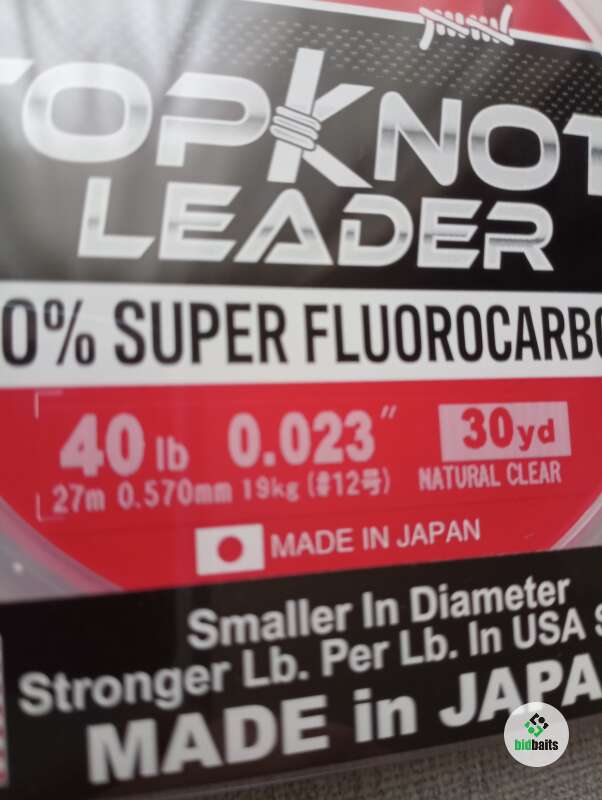 TOPKNOT
LEADER
0% SUPER FLUOROCARBO
40 lb 0.023" 30yd
27m 0.570mm 19kg (#12号) NATURAL CLEAR
MADE IN JAPAN
Smaller In Diameter
Stronger Lb. Per Lb. In USA S
MADE in JAPA
bidbaits